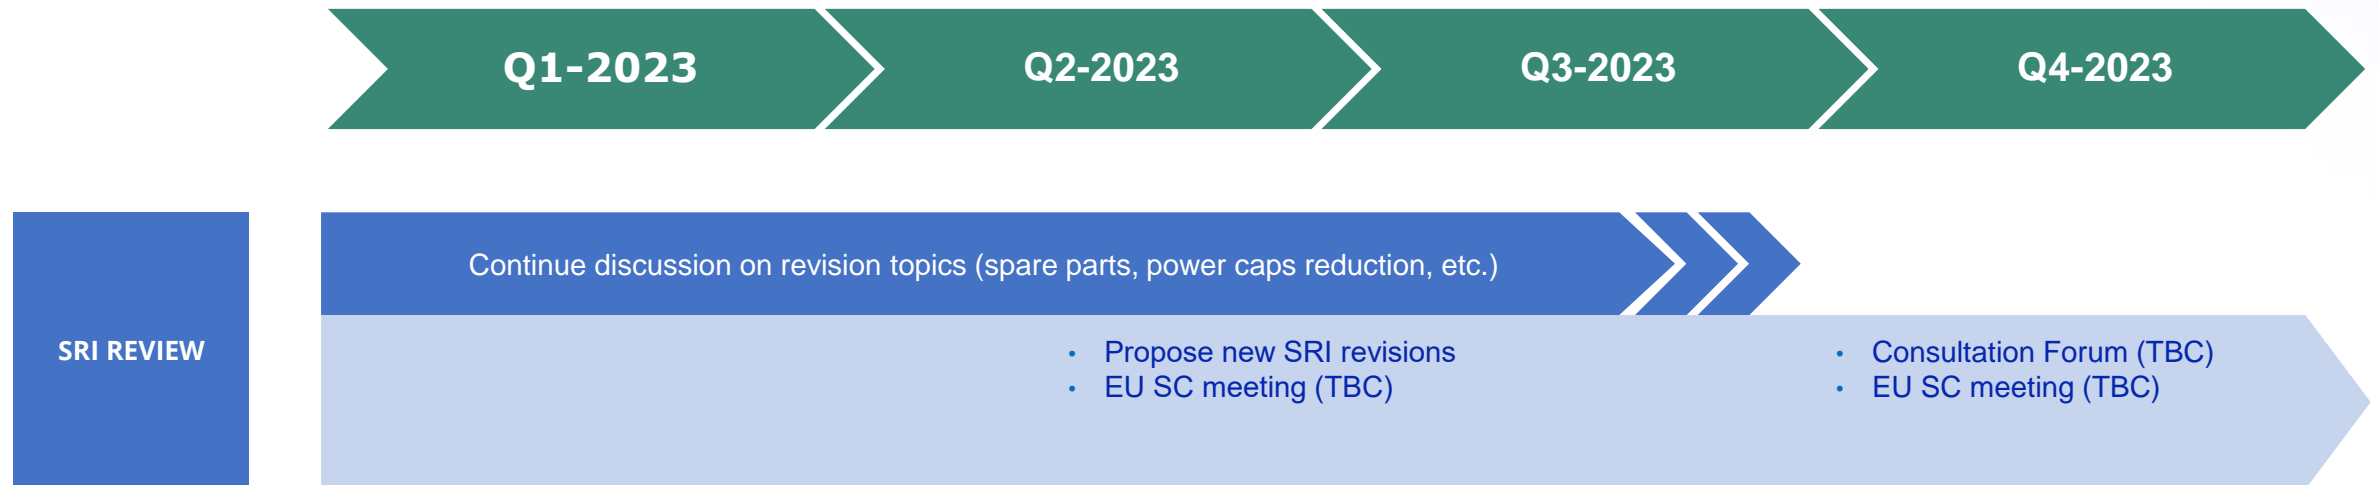 Q1-2023
Q2-2023
Q3-2023
Q4-2023
SRI REVIEW
Continue discussion on revision topics (spare parts, power caps reduction, etc.)
• Propose new SRI revisions
• EU SC meeting (TBC)
• Consultation Forum (TBC)
• EU SC meeting (TBC)